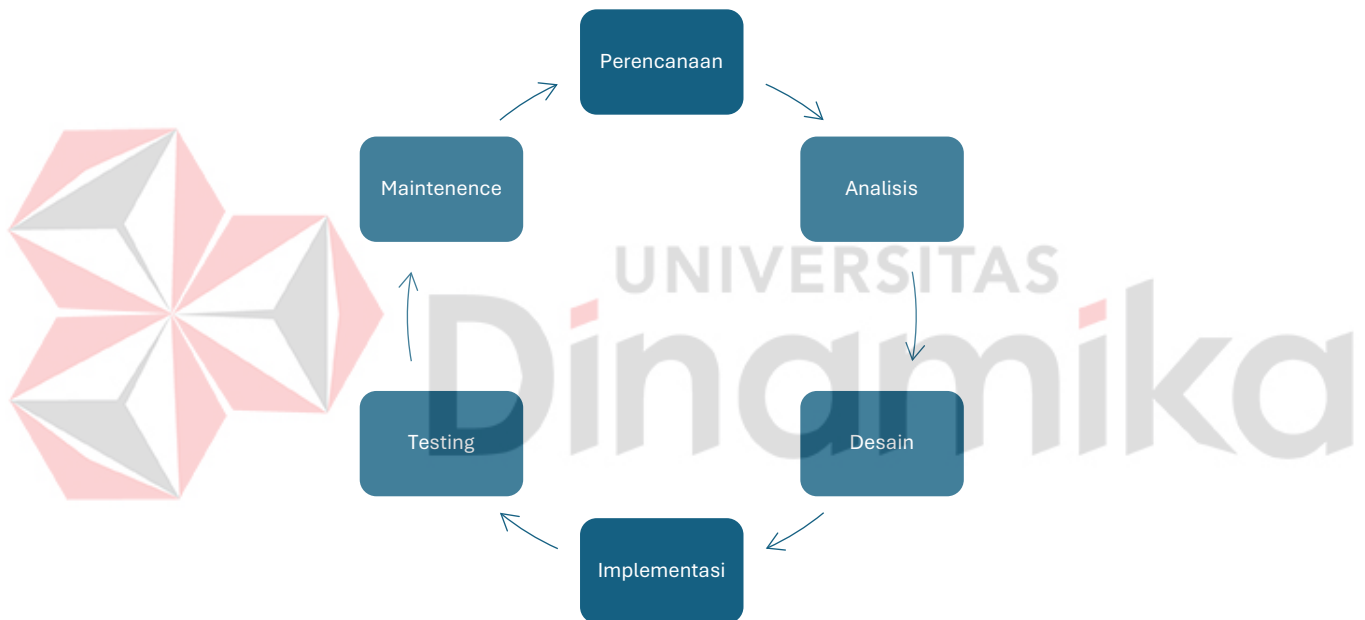 Perencanaan
Analisis
Desain
Implementasi
Testing
Maintenence
UNIVERSITAS
Dinamika